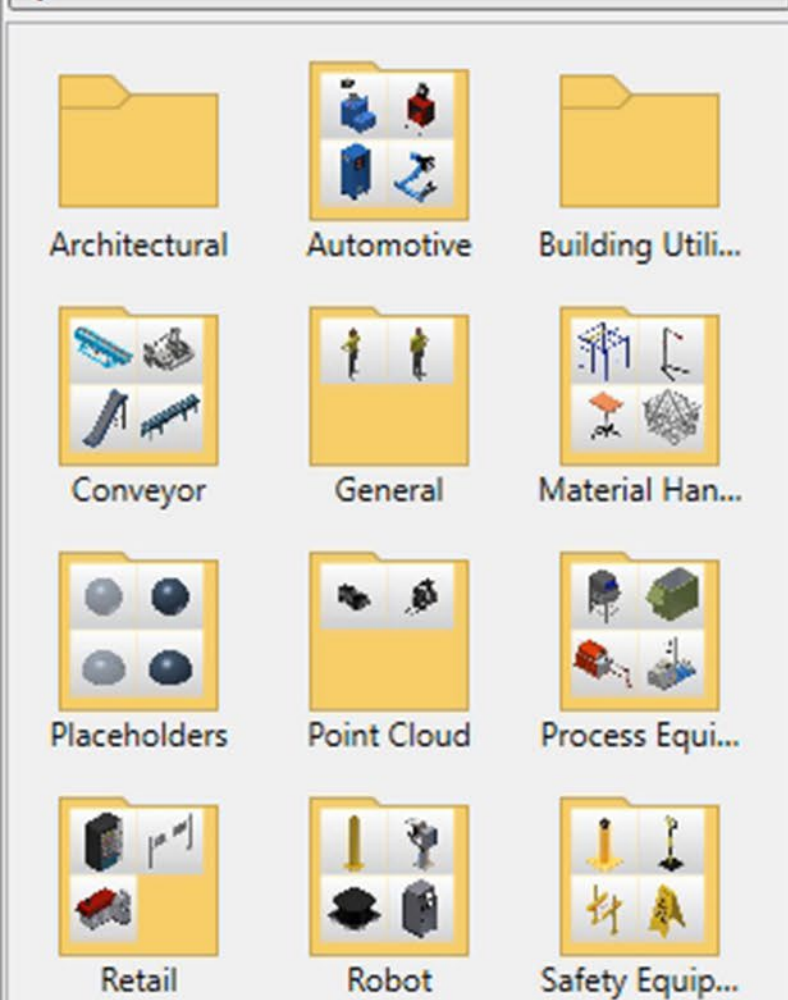 Architectural
Automotive
Building Utili...
Conveyor
General
Material Han...
Placeholders
Point Cloud
Process Equi...
Retail
Robot
Safety Equip...